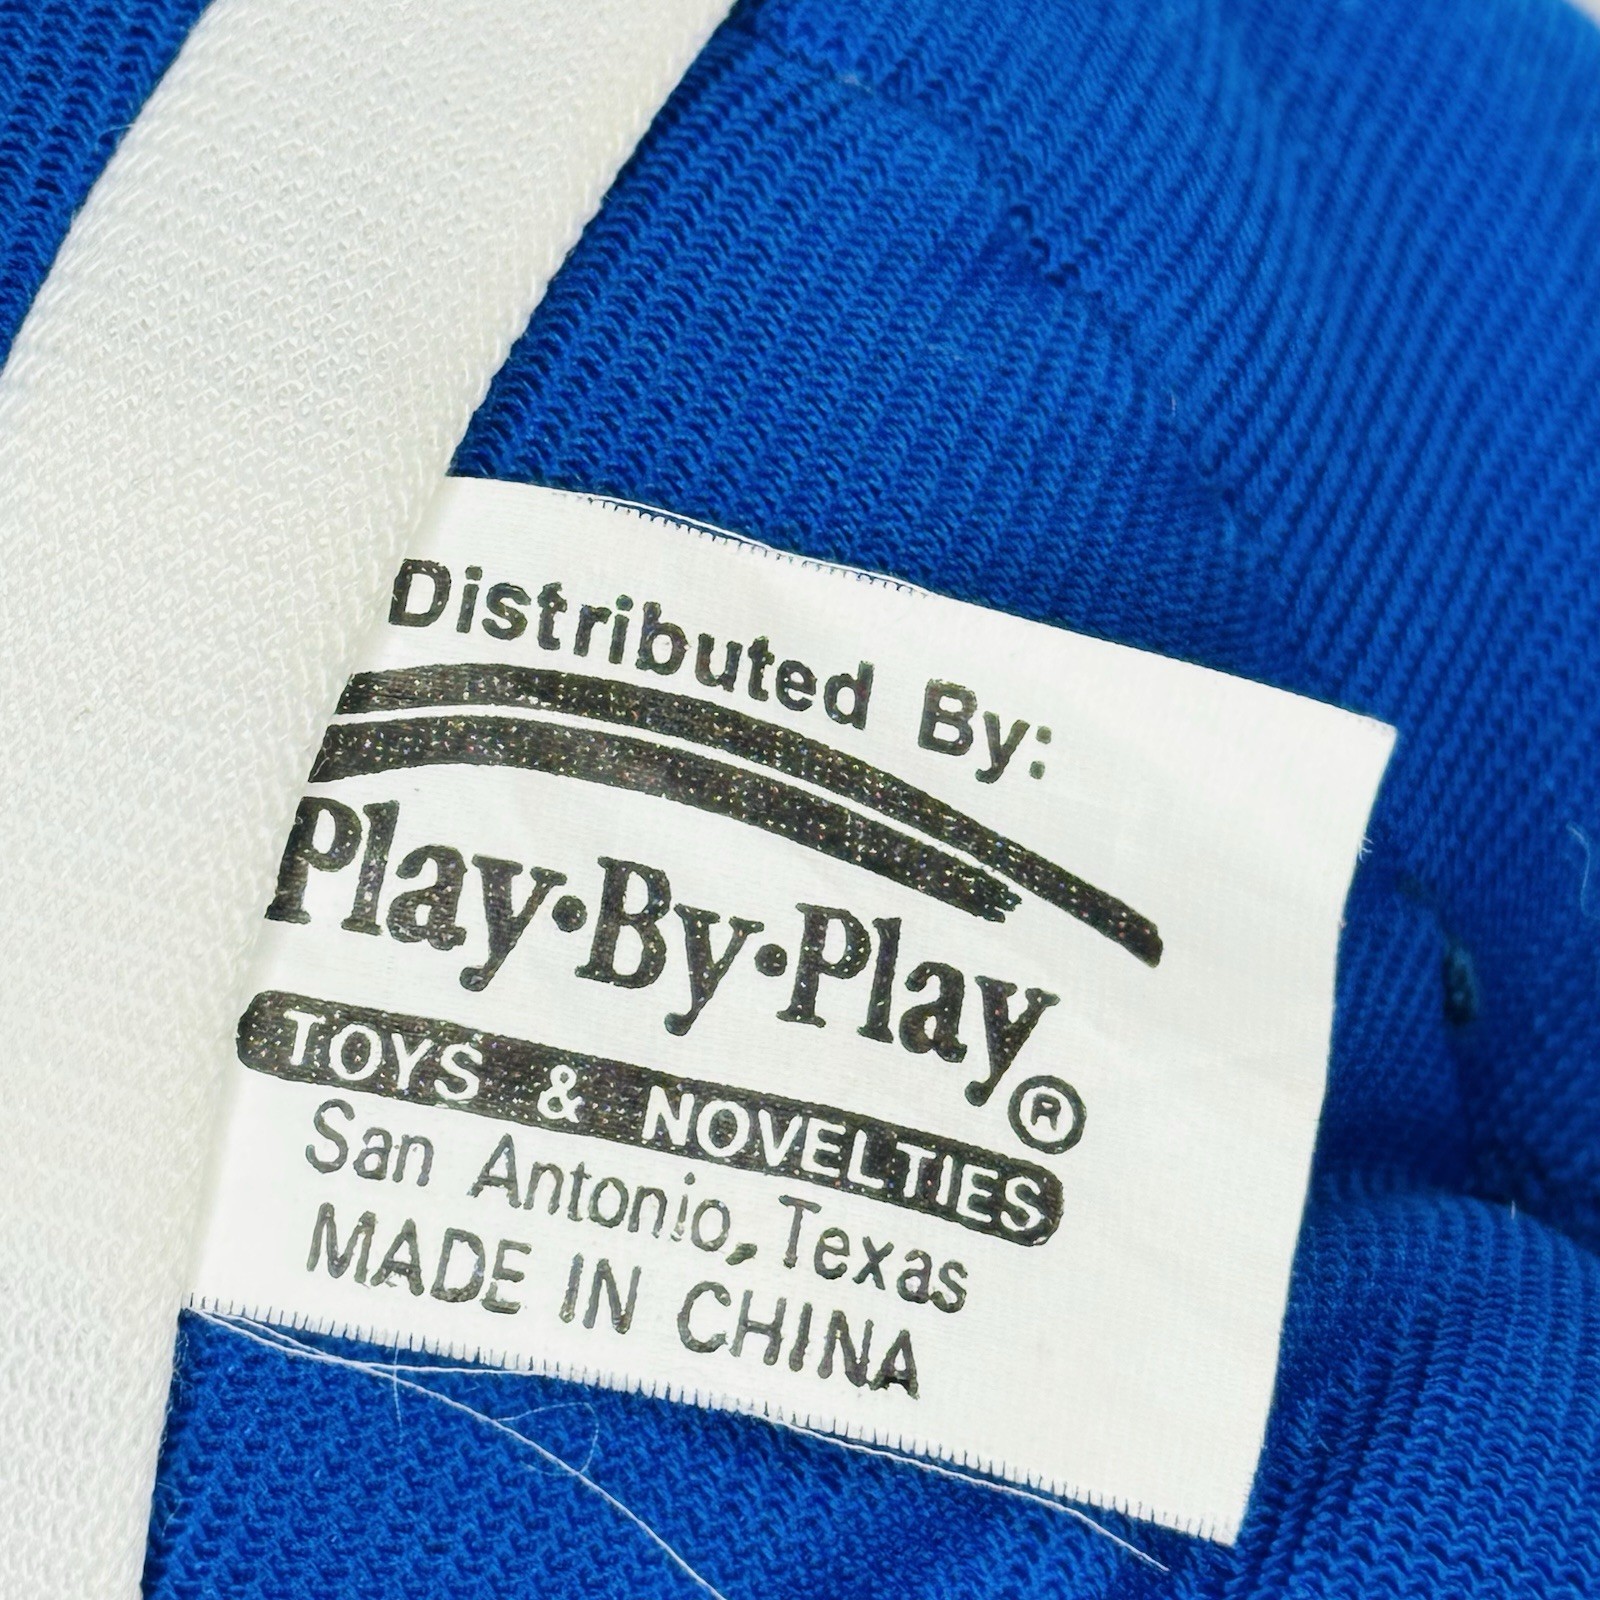 Distributed By:
Play·By·Play®
TOYS & NOVELTIES
San Antonio, Texas
MADE IN CHINA